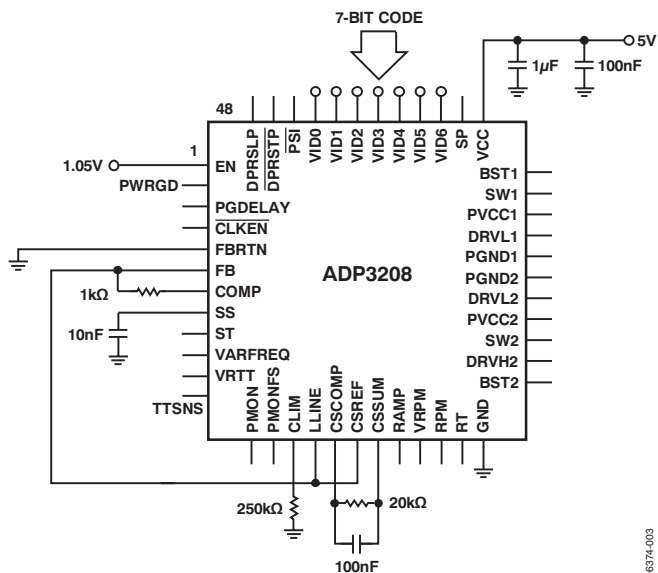 7-BIT CODE
5V
1µF
100nF
48
DPRSLP
DPRSTP
PSI
VID0
VID1
VID2
VID3
VID4
VID5
VID6
SP
VCC
1
1.05V
EN
PWRGD
PGDELAY
CLKEN
FBRTN
FB
1kΩ
COMP
SS
10nF
ST
VARFREQ
VRTT
TTSNS
ADP3208
BST1
SW1
PVCC1
DRVL1
PGND1
PGND2
DRVL2
PVCC2
SW2
DRVH2
BST2
PMON
PMONFS
CLIM
LLINE
CSCOMP
CSREF
CSSUM
RAMP
VRPM
RPM
RT
GND
250kΩ
20kΩ
100nF
6374-003